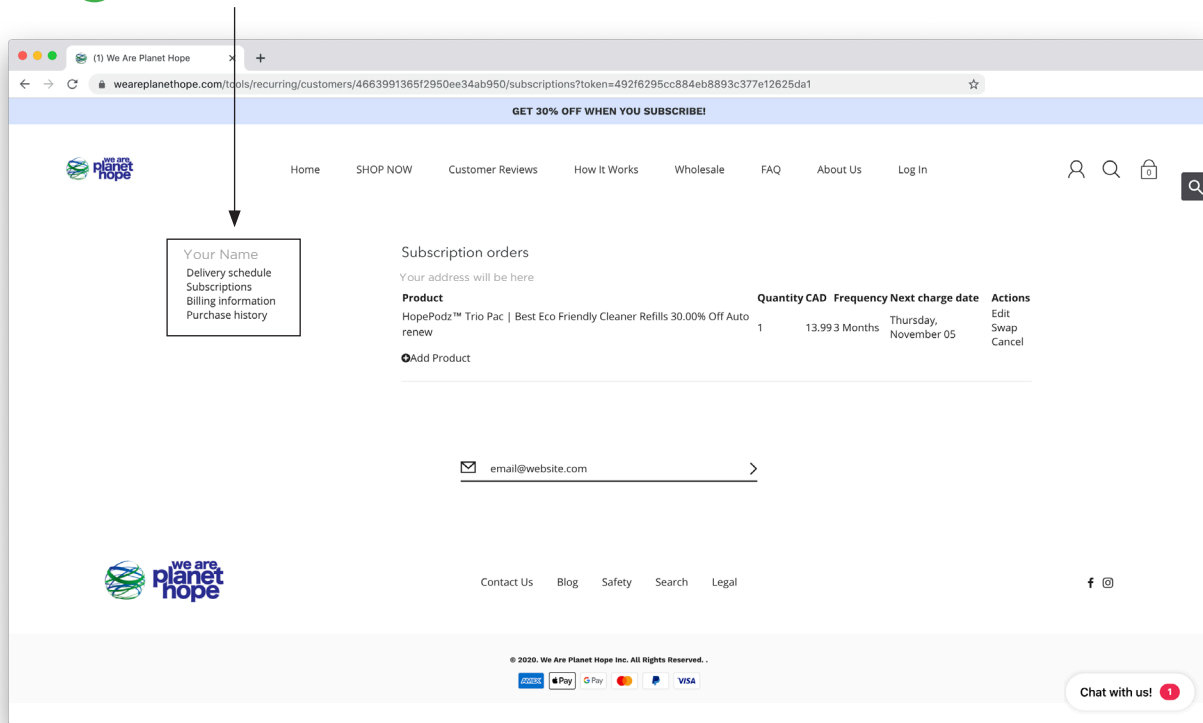 (1) We Are Planet Hope
weareplanethope.com/tools/recurring/customers/4663991365f2950ee34ab950/subscriptions?token=492f6295cc884eb8893c377e12625da1
GET 30% OFF WHEN YOU SUBSCRIBE!
we are
planet
hope
Home SHOP NOW Customer Reviews How It Works Wholesale FAQ About Us Log In
0
Your Name
Delivery schedule
Subscriptions
Billing information
Purchase history
Subscription orders
Your address will be here
Product Quantity CAD Frequency Next charge date Actions
HopePodz™ Trio Pac | Best Eco Friendly Cleaner Refills 30.00% Off Auto
renew
1 13.99 3 Months
Thursday,
November 05
Edit
Swap
Cancel
Add Product
email@website.com
we are
planet
hope
Contact Us Blog Safety Search Legal
© 2020. We Are Planet Hope Inc. All Rights Reserved. .
AMEX Pay G Pay VISA
Chat with us! 1